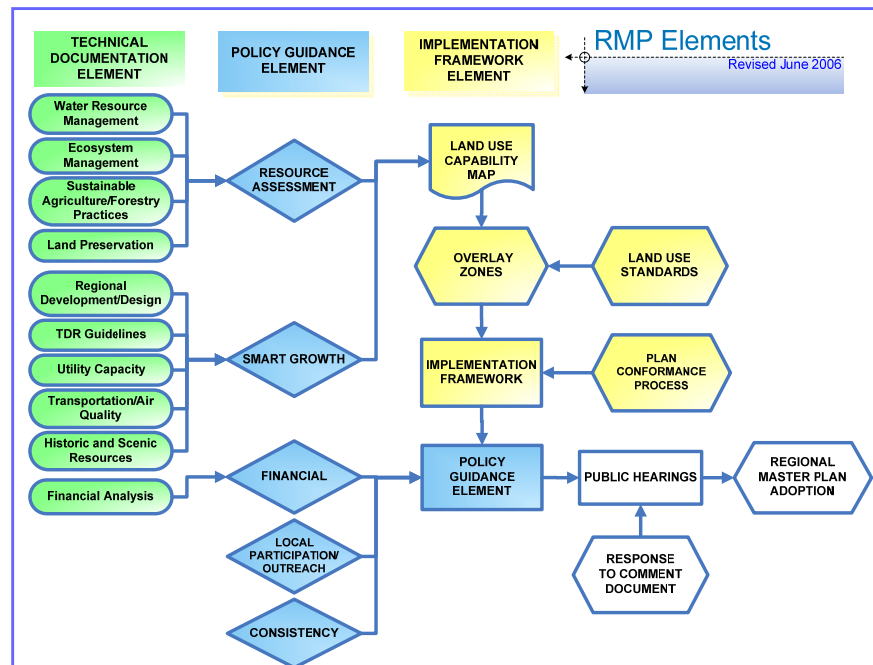 TECHNICAL
DOCUMENTATION
ELEMENT
POLICY GUIDANCE
ELEMENT
IMPLEMENTATION
FRAMEWORK
ELEMENT
RMP Elements
Revised June 2006
Water Resource
Management
Ecosystem
Management
Sustainable
Agriculture/Forestry
Practices
Land Preservation
RESOURCE
ASSESSMENT
LAND USE
CAPABILITY
MAP
OVERLAY
ZONES
LAND USE
STANDARDS
Regional
Development/Design
TDR Guidelines
Utility Capacity
Transportation/Air
Quality
Historic and Scenic
Resources
SMART GROWTH
IMPLEMENTATION
FRAMEWORK
PLAN
CONFORMANCE
PROCESS
Financial Analysis
FINANCIAL
LOCAL
PARTICIPATION/
OUTREACH
CONSISTENCY
POLICY
GUIDANCE
ELEMENT
PUBLIC HEARINGS
REGIONAL
MASTER PLAN
ADOPTION
RESPONSE
TO COMMENT
DOCUMENT